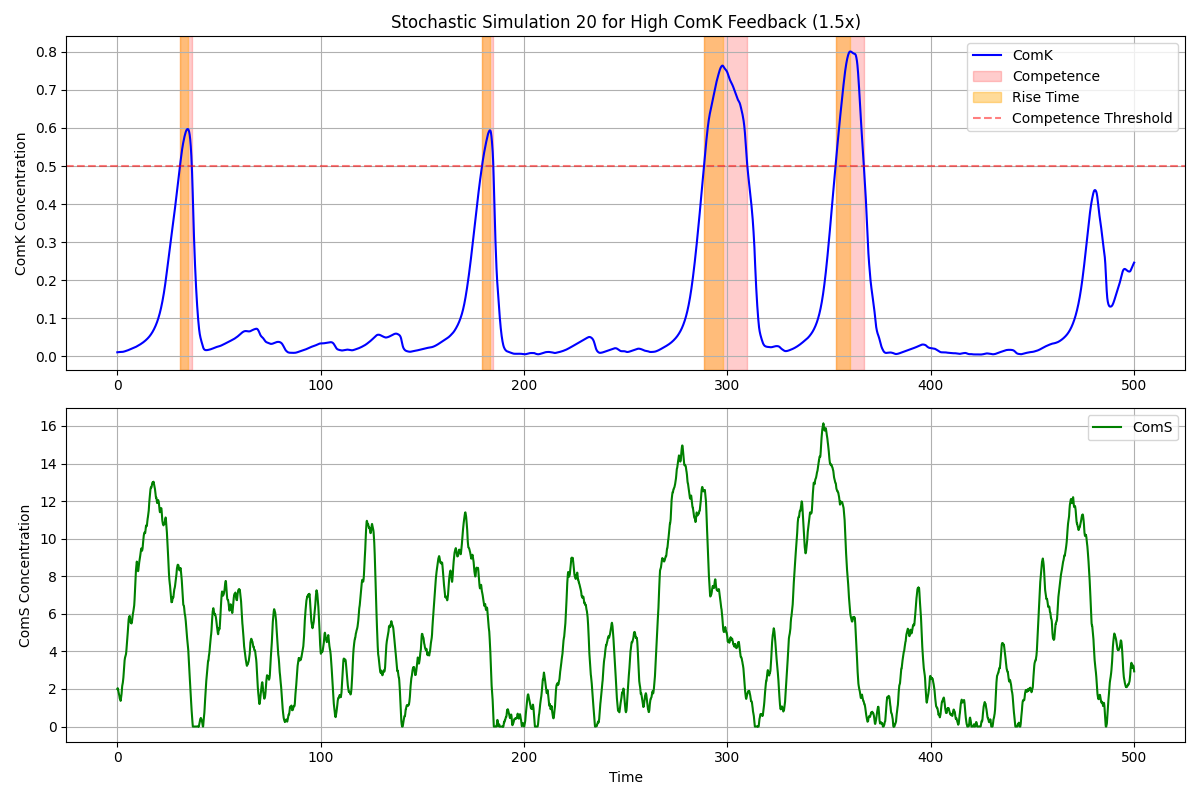 Stochastic Simulation 20 for High ComK Feedback (1.5x)
ComK Concentration
0.8
0.7
0.6
0.5
0.4
0.3
0.2
0.1
0.0
ComK
Competence
Rise Time
Competence Threshold
0 100 200 300 400 500
ComS Concentration
16
14
12
10
8
6
4
2
0
ComS
0 100 200 300 400 500
Time